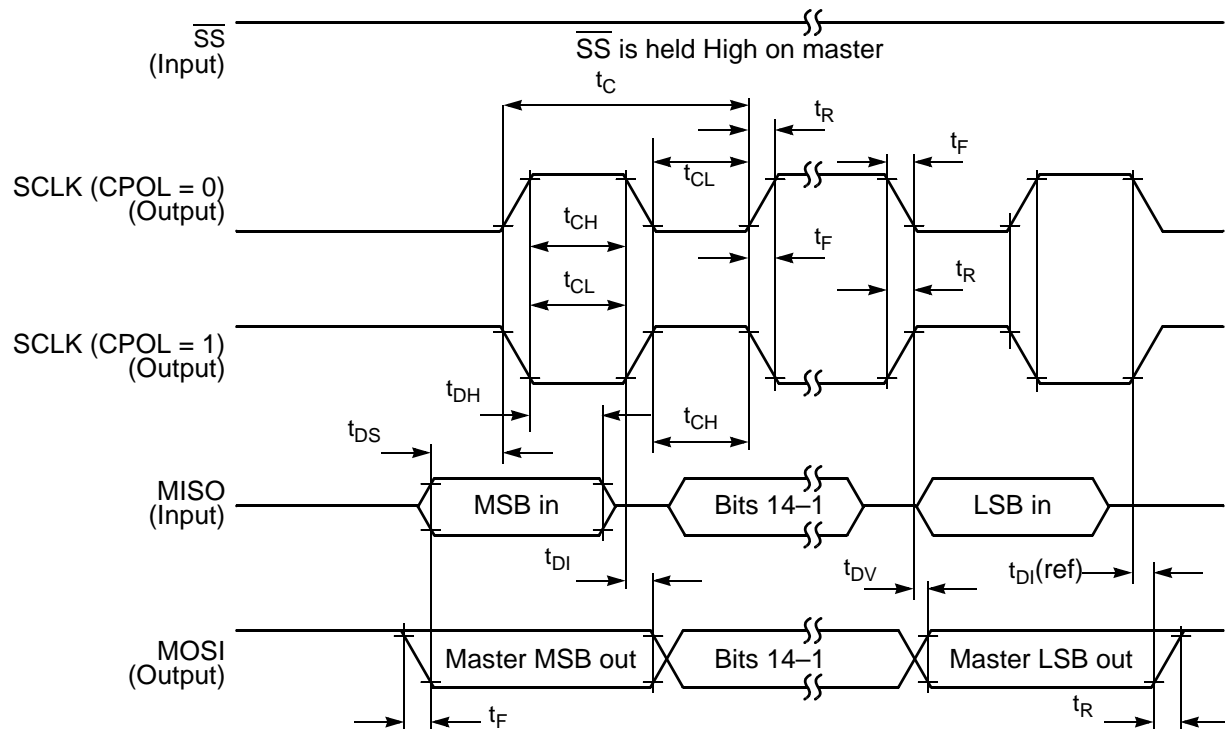 SS
(Input)
SS is held High on master
tC
tR
tF
SCLK (CPOL = 0)
(Output)
tCL
tCH
tF
tCL
tR
SCLK (CPOL = 1)
(Output)
tDH
tDS
tCH
MISO
(Input)
MSB in
Bits 14–1
LSB in
tDI
tDV
tDI(ref)
MOSI
(Output)
Master MSB out
Bits 14–1
Master LSB out
tF
tR